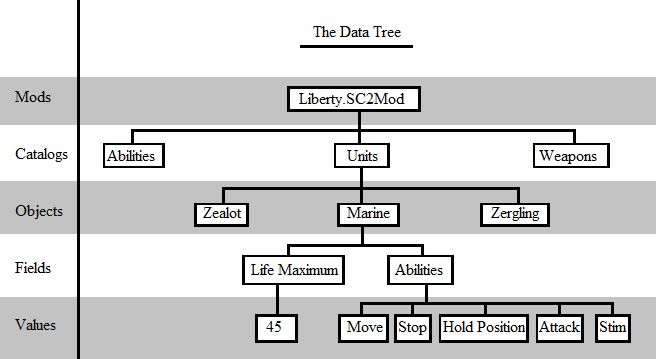 The Data Tree
Mods
Liberty.SC2Mod
Catalogs
Abilities
Units
Weapons
Objects
Zealot
Marine
Zergling
Fields
Life Maximum
Abilities
Values
45
Move
Stop
Hold Position
Attack
Stim